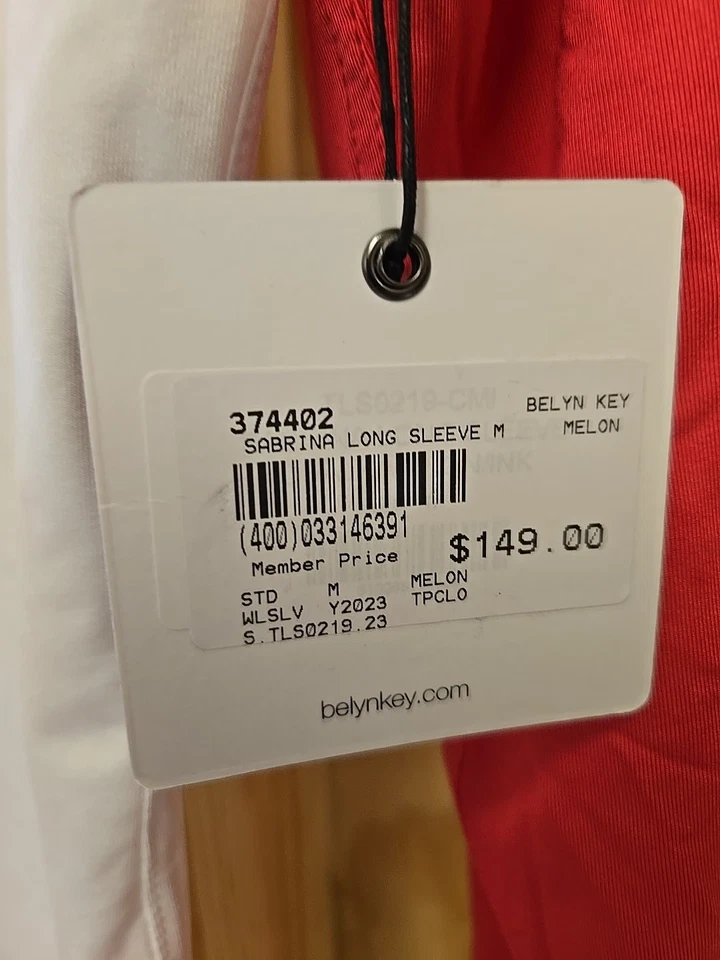 374402 BELYN KEY
SABRINA LONG SLEEVE M MELON
(400)033146391
Member Price $149.00
STD M MELON
WLSLV Y2023 TPCLO
S.TLS0219.23
belynkey.com